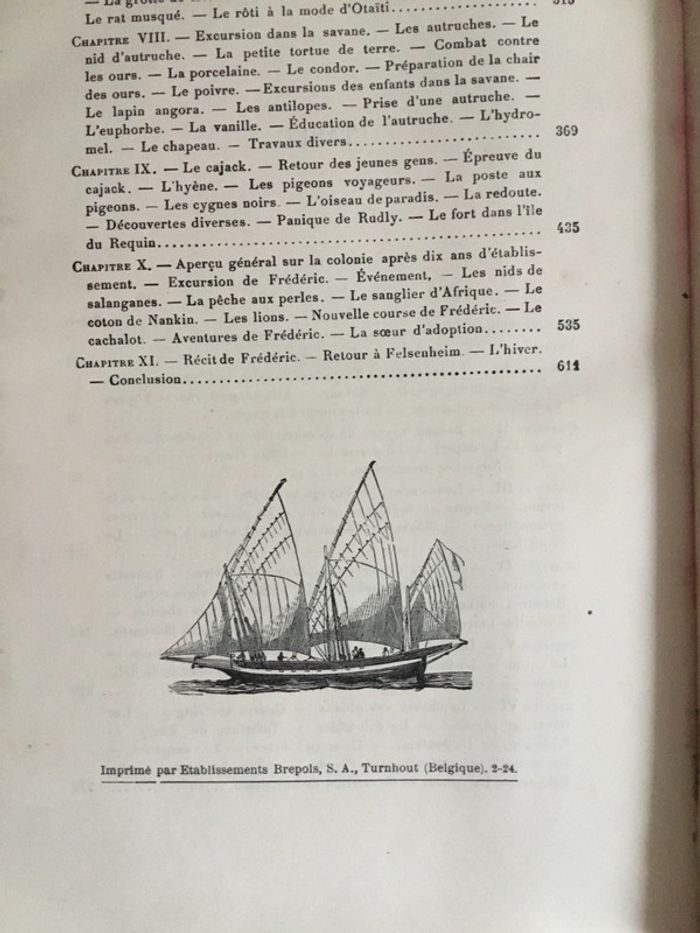 — La grotte
313
Le rat musqué. — Le rôti à la mode d'Otaïti..............
CHAPITRE VIII. — Excursion dans la savane. — Les autruches. — Le
nid d'autruche. — La petite tortue de terre. — Combat contre
les ours. — La porcelaine. — Le condor. — Préparation de la chair
des ours. — Le poivre. — Excursions des enfants dans la savane. —
Le lapin angora. — Les antilopes. — Prise d'une autruche. —
L'euphorbe. — La vanille. — Éducation de l'autruche. — L'hydro-
mel. — Le chapeau. — Travaux divers.................... 369
CHAPITRE IX. — Le cajack. — Retour des jeunes gens. — Épreuve du
cajack. — L'hyène. — Les pigeons voyageurs. — La poste aux
pigeons. — Les cygnes noirs. — L'oiseau de paradis. — La redoute.
— Découvertes diverses. — Panique de Rudly. — Le fort dans l'île
du Requin.................................................. 435
CHAPITRE X. — Aperçu général sur la colonie après dix ans d'établis-
sement. — Excursion de Frédéric. — Événement. — Les nids de
salanganes. — La pêche aux perles. — Le sanglier d'Afrique. — Le
coton de Nankin. — Les lions. — Nouvelle course de Frédéric. — Le
cachalot. — Aventures de Frédéric. — La sœur d'adoption........ 535
CHAPITRE XI. — Récit de Frédéric. — Retour à Felsenheim. — L'hiver.
— Conclusion.............................................. 611
Imprimé par Etablissements Brepols, S. A., Turnhout (Belgique). 2-24.